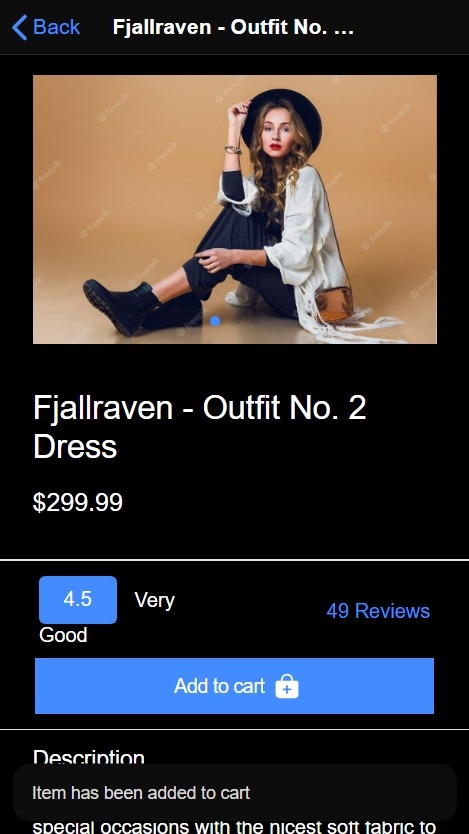 Back
Fjallraven - Outfit No. …
Fjallraven - Outfit No. 2
Dress
$299.99
4.5 Very
Good
49 Reviews
Add to cart
Description
Item has been added to cart
special occasions with the nicest soft fabric to